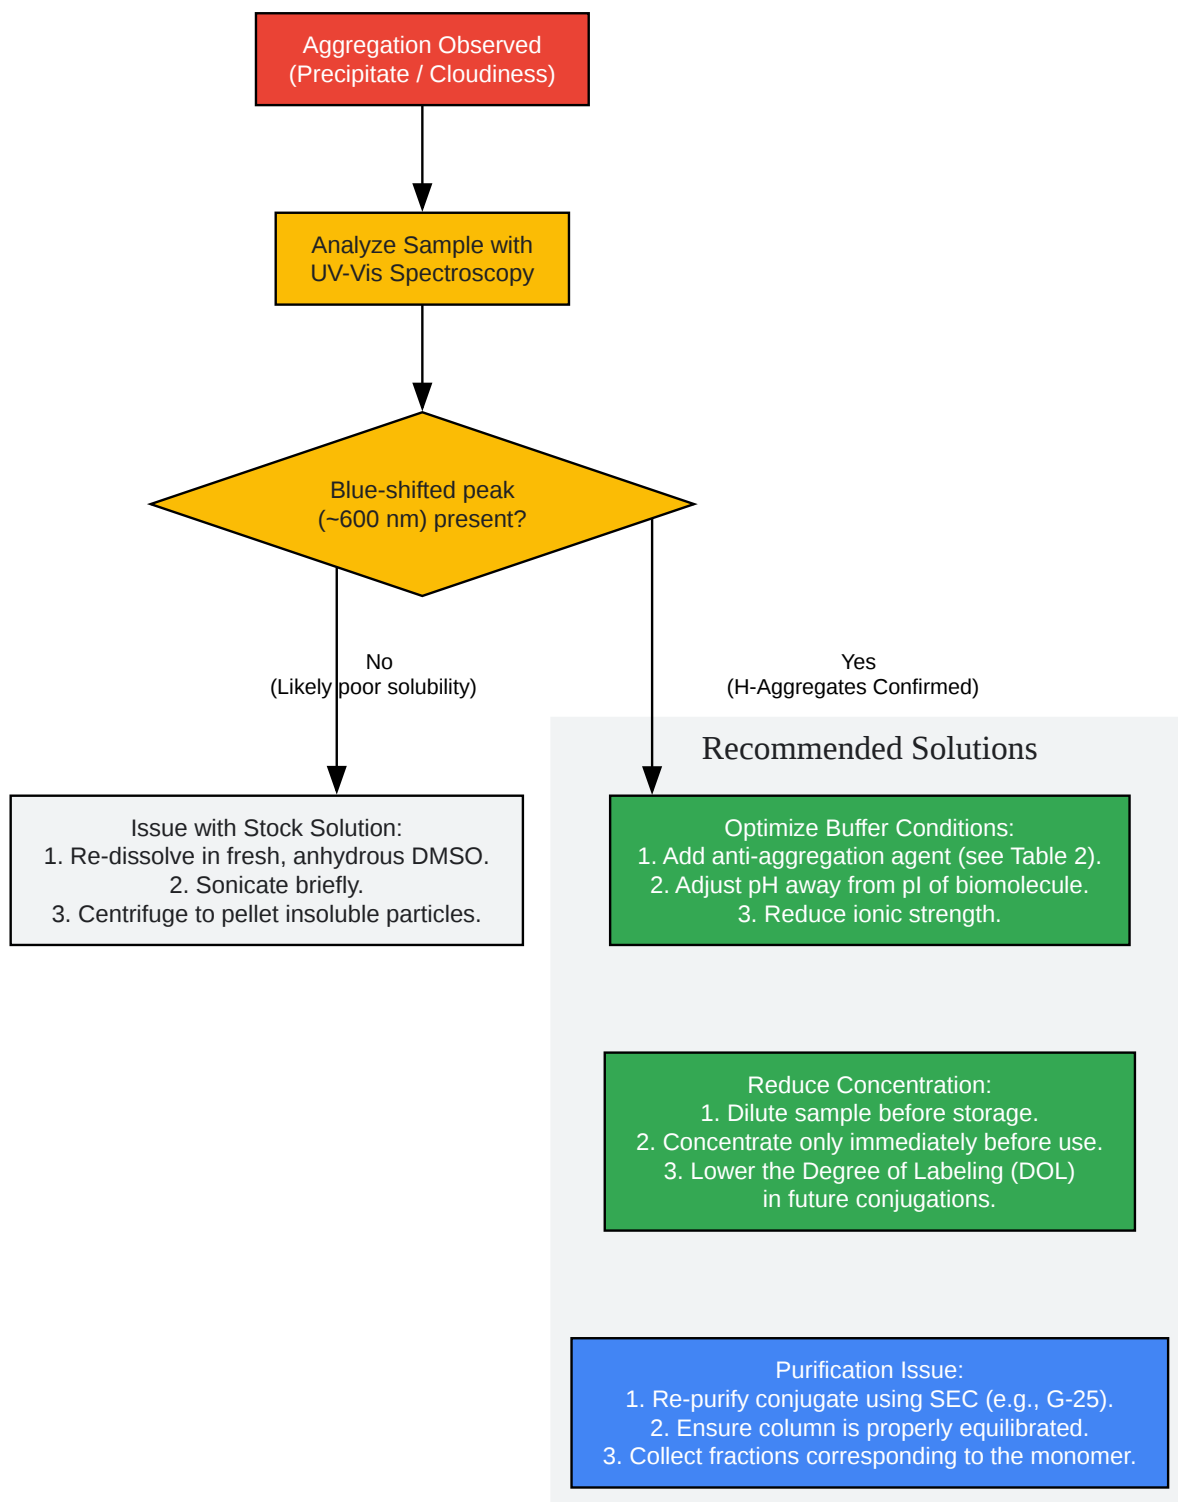 Aggregation Observed
(Precipitate / Cloudiness)
Analyze Sample with
UV-Vis Spectroscopy
Blue-shifted peak
(~600 nm) present?
No
(Likely poor solubility)
Yes
(H-Aggregates Confirmed)
Recommended Solutions
Issue with Stock Solution:
1. Re-dissolve in fresh, anhydrous DMSO.
2. Sonicate briefly.
3. Centrifuge to pellet insoluble particles.
Optimize Buffer Conditions:
1. Add anti-aggregation agent (see Table 2).
2. Adjust pH away from pI of biomolecule.
3. Reduce ionic strength.
Reduce Concentration:
1. Dilute sample before storage.
2. Concentrate only immediately before use.
3. Lower the Degree of Labeling (DOL)
in future conjugations.
Purification Issue:
1. Re-purify conjugate using SEC (e.g., G-25).
2. Ensure column is properly equilibrated.
3. Collect fractions corresponding to the monomer.